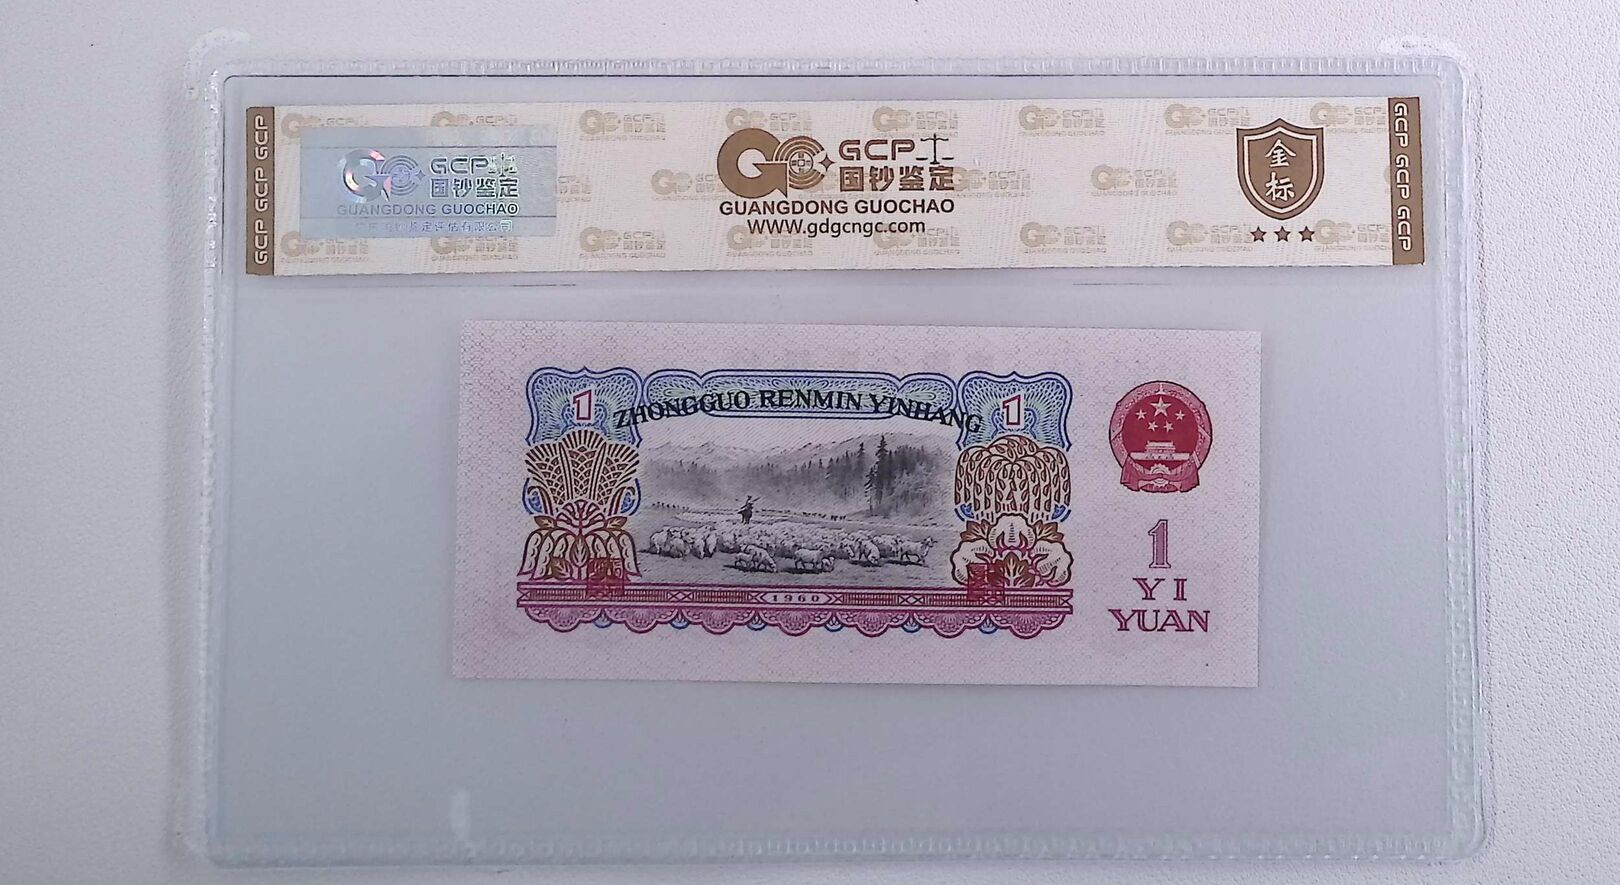 GCP GCP GCP
GCP
国钞鉴定
GUANGDONG GUOCHAO
GCP
国钞鉴定
GUANGDONG GUOCHAO
www.gdgcngc.com
金标
GCP GCP GCP
1
ZHONGGUO RENMIN YINHANG
1
1960
1
YI
YUAN